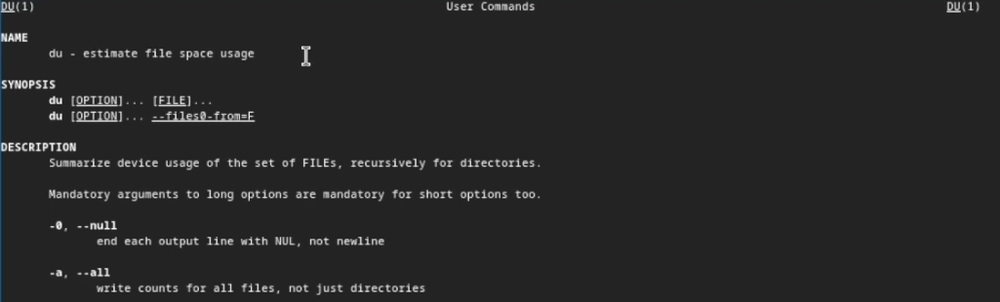 DU(1) User Commands DU(1)
NAME
du - estimate file space usage
SYNOPSIS
du [OPTION]... [FILE]...
du [OPTION]... --files0-from=F
DESCRIPTION
Summarize device usage of the set of FILEs, recursively for directories.
Mandatory arguments to long options are mandatory for short options too.
-0, --null
end each output line with NUL, not newline
-a, --all
write counts for all files, not just directories